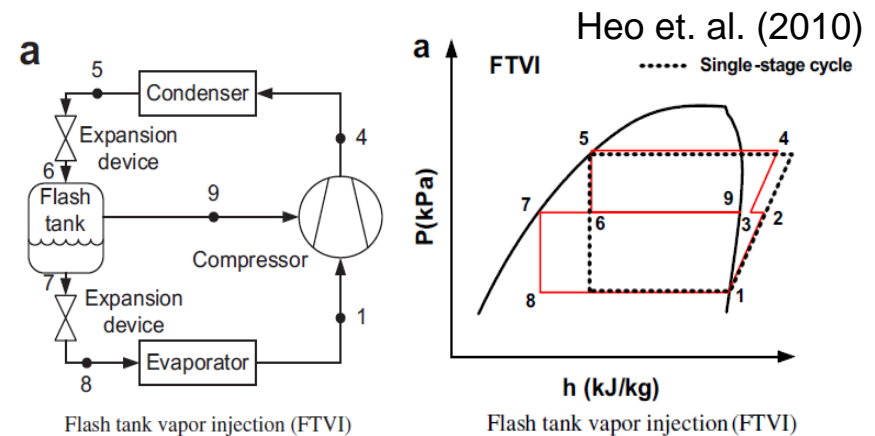 Heo et. al. (2010)
a
5
Condenser
Expansion
device
4
6
Flash
tank
9
Compressor
7
Expansion
device
1
8
Evaporator
Flash tank vapor injection (FTVI)
a
FTVI
Single-stage cycle
P(kPa)
5
4
7
9
6
3
2
8
1
h (kJ/kg)
Flash tank vapor injection (FTVI)